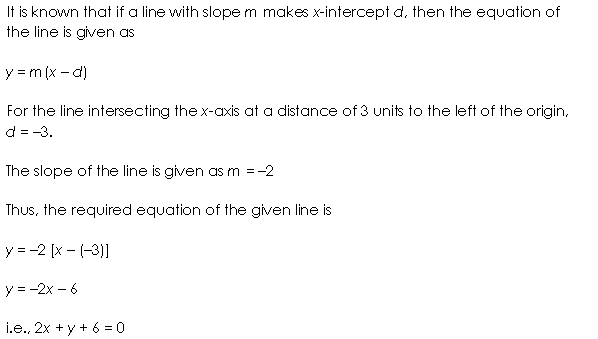 It is known that if a line with slope m makes x-intercept d, then the equation of
the line is given as
y = m (x – d)
For the line intersecting the x-axis at a distance of 3 units to the left of the origin,
d = –3.
The slope of the line is given as m = –2
Thus, the required equation of the given line is
y = –2 [x – (–3)]
y = –2x – 6
i.e., 2x + y + 6 = 0